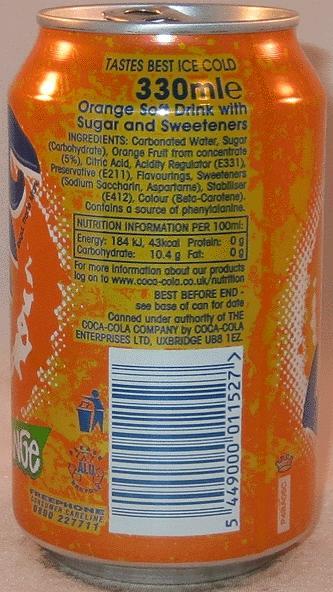 TASTES BEST ICE COLD
330mle
Orange Soft Drink with
Sugar and Sweeteners
INGREDIENTS: Carbonated Water, Sugar
(Carbohydrate), Orange Fruit from concentrate
(5%), Citric Acid, Acidity Regulator (E331),
Preservative (E211), Flavourings, Sweeteners
(Sodium Saccharin, Aspartame), Stabiliser
(E412), Colour (Beta-Carotene).
Contains a source of phenylalanine.
NUTRITION INFORMATION PER 100ml:
Energy: 184 kJ, 43kcal Protein: 0 g
Carbohydrate: 10.4 g Fat: 0 g
For more information about our products
log on to www.coca-cola.co.uk/nutrition
BEST BEFORE END -
see base of can for date
Canned under authority of THE
COCA-COLA COMPANY by COCA-COLA
ENTERPRISES LTD, UXBRIDGE UB8 1EZ.
5 449000 011527 >
ALU
NGe
FREEPHONE
CONSUMER CARELINE
0800 227711